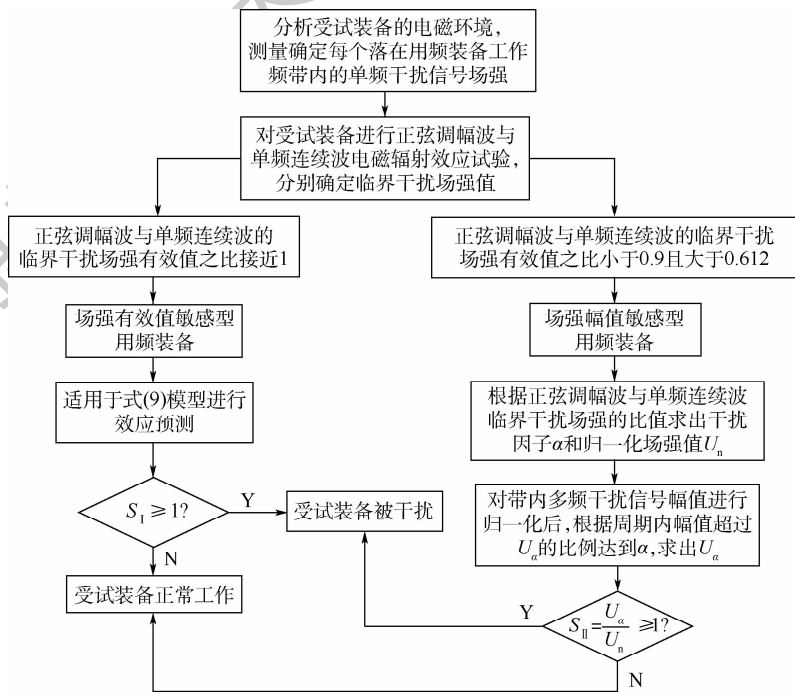 分析受试装备的电磁环境，
测量确定每个落在用频装备工作
频带内的单频干扰信号场强
对受试装备进行正弦调幅波与
单频连续波电磁辐射效应试验，
分别确定临界干扰场强值
正弦调幅波与单频连续波的
临界干扰场强有效值之比接近1
场强有效值敏感型
用频装备
适用于式(9)模型进行
效应预测
S_Ⅰ≥1?
Y
N
受试装备正常工作
受试装备被干扰
正弦调幅波与单频连续波的临界干扰
场强有效值之比小于0.9且大于0.612
场强幅值敏感型
用频装备
根据正弦调幅波与单频连续波
临界干扰场强的比值求出干扰
因子α和归一化场强值U_n
对带内多频干扰信号幅值进行
归一化后，根据周期内幅值超过
U_α的比例达到α，求出U_α
S_Ⅱ=U_α/U_n≥1?
Y
N